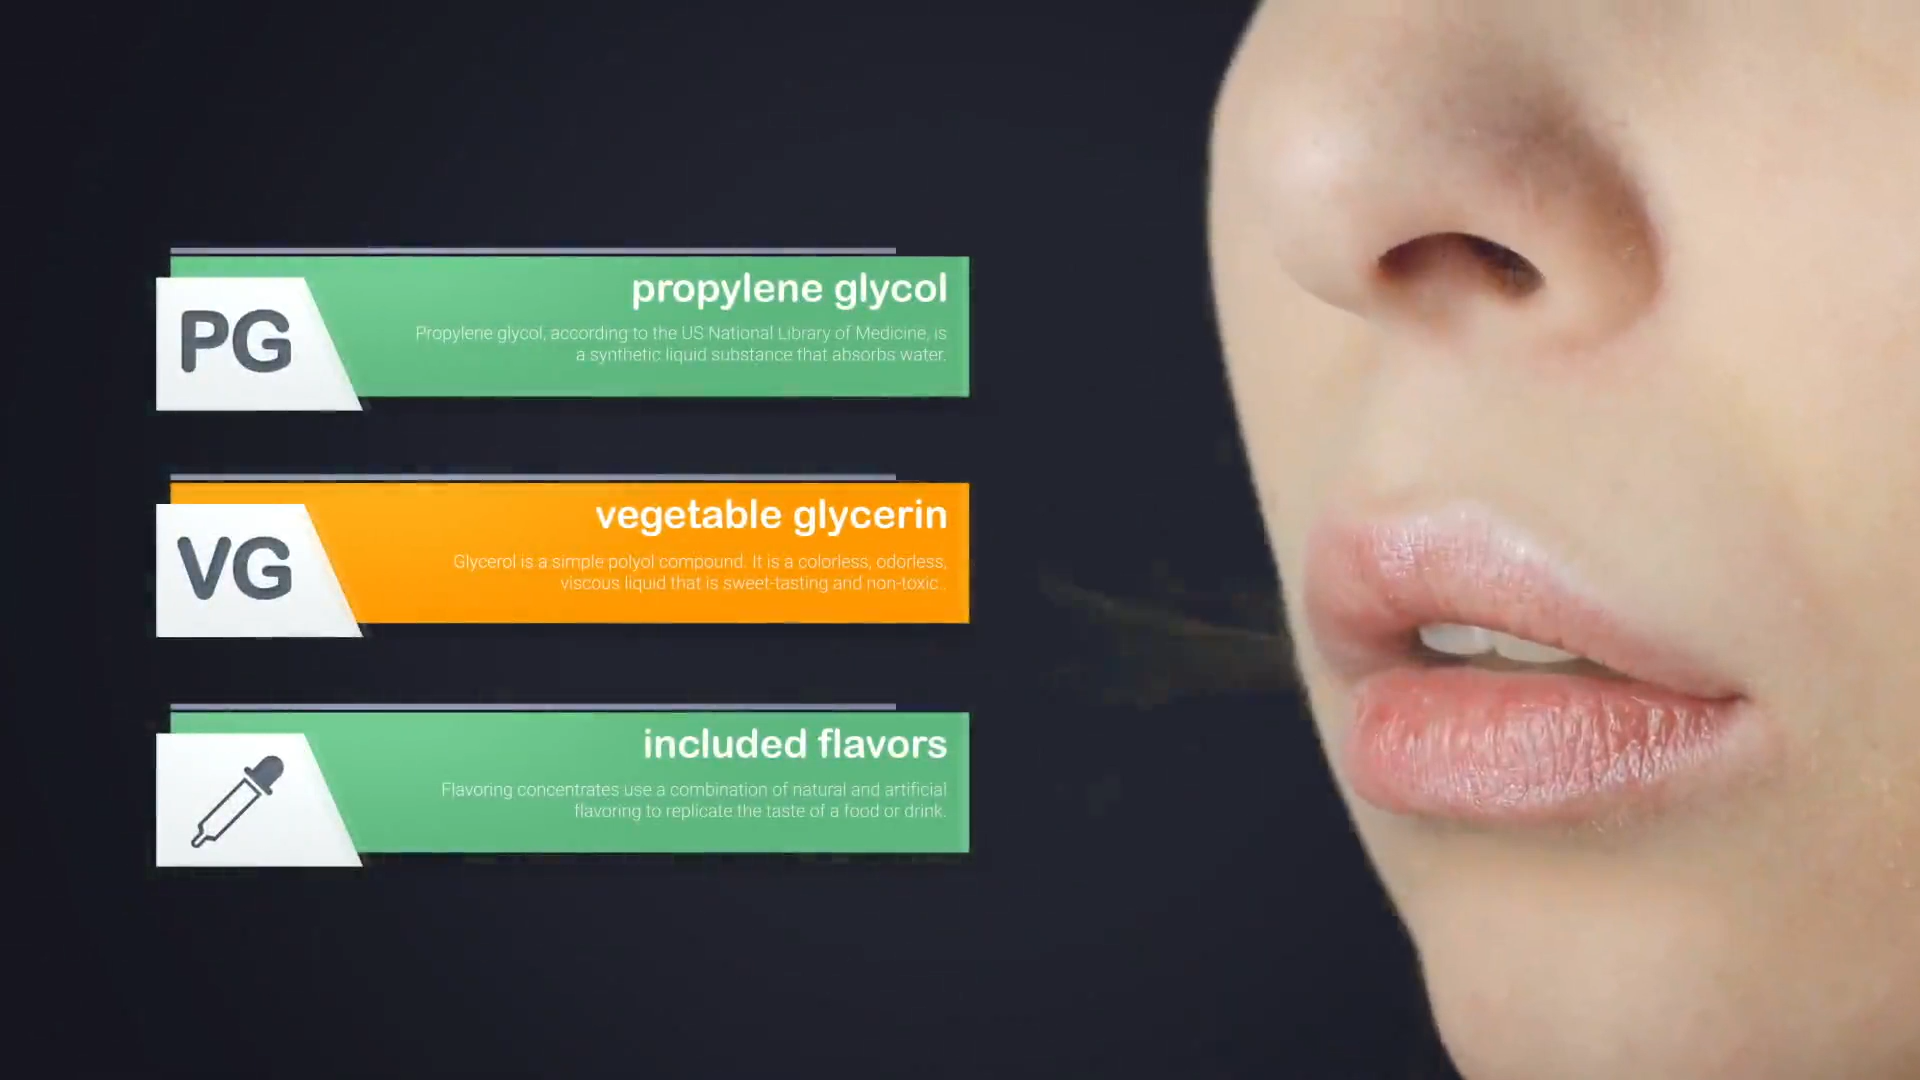 PG
propylene glycol
Propylene glycol, according to the US National Library of Medicine, is
a synthetic liquid substance that absorbs water.
VG
vegetable glycerin
Glycerol is a simple polyol compound. It is a colorless, odorless,
viscous liquid that is sweet-tasting and non-toxic..
included flavors
Flavoring concentrates use a combination of natural and artificial
flavoring to replicate the taste of a food or drink.